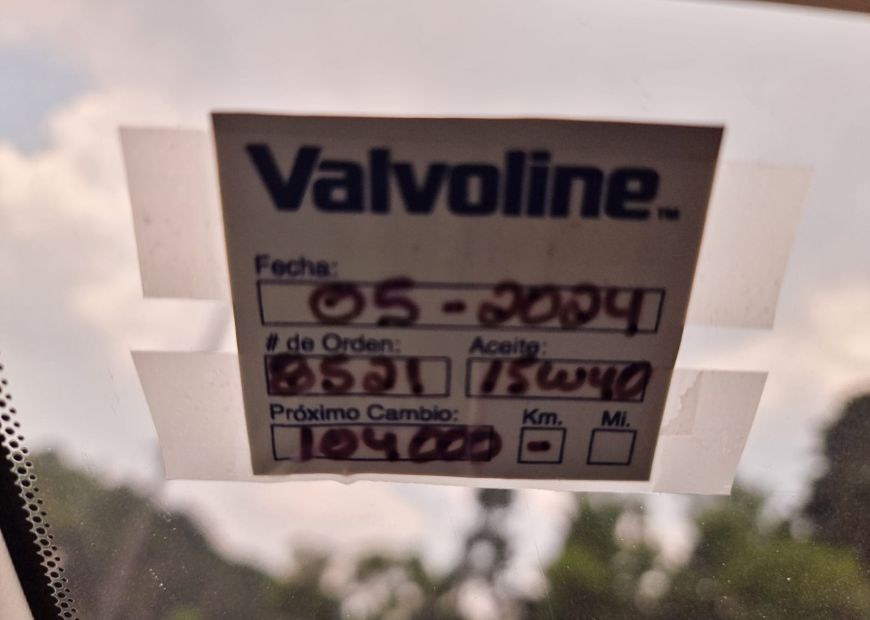 Valvoline™
Fecha:
05-2024
# de Orden: Aceite:
8521 15W40
Próximo Cambio: Km. Mi.
104000 -